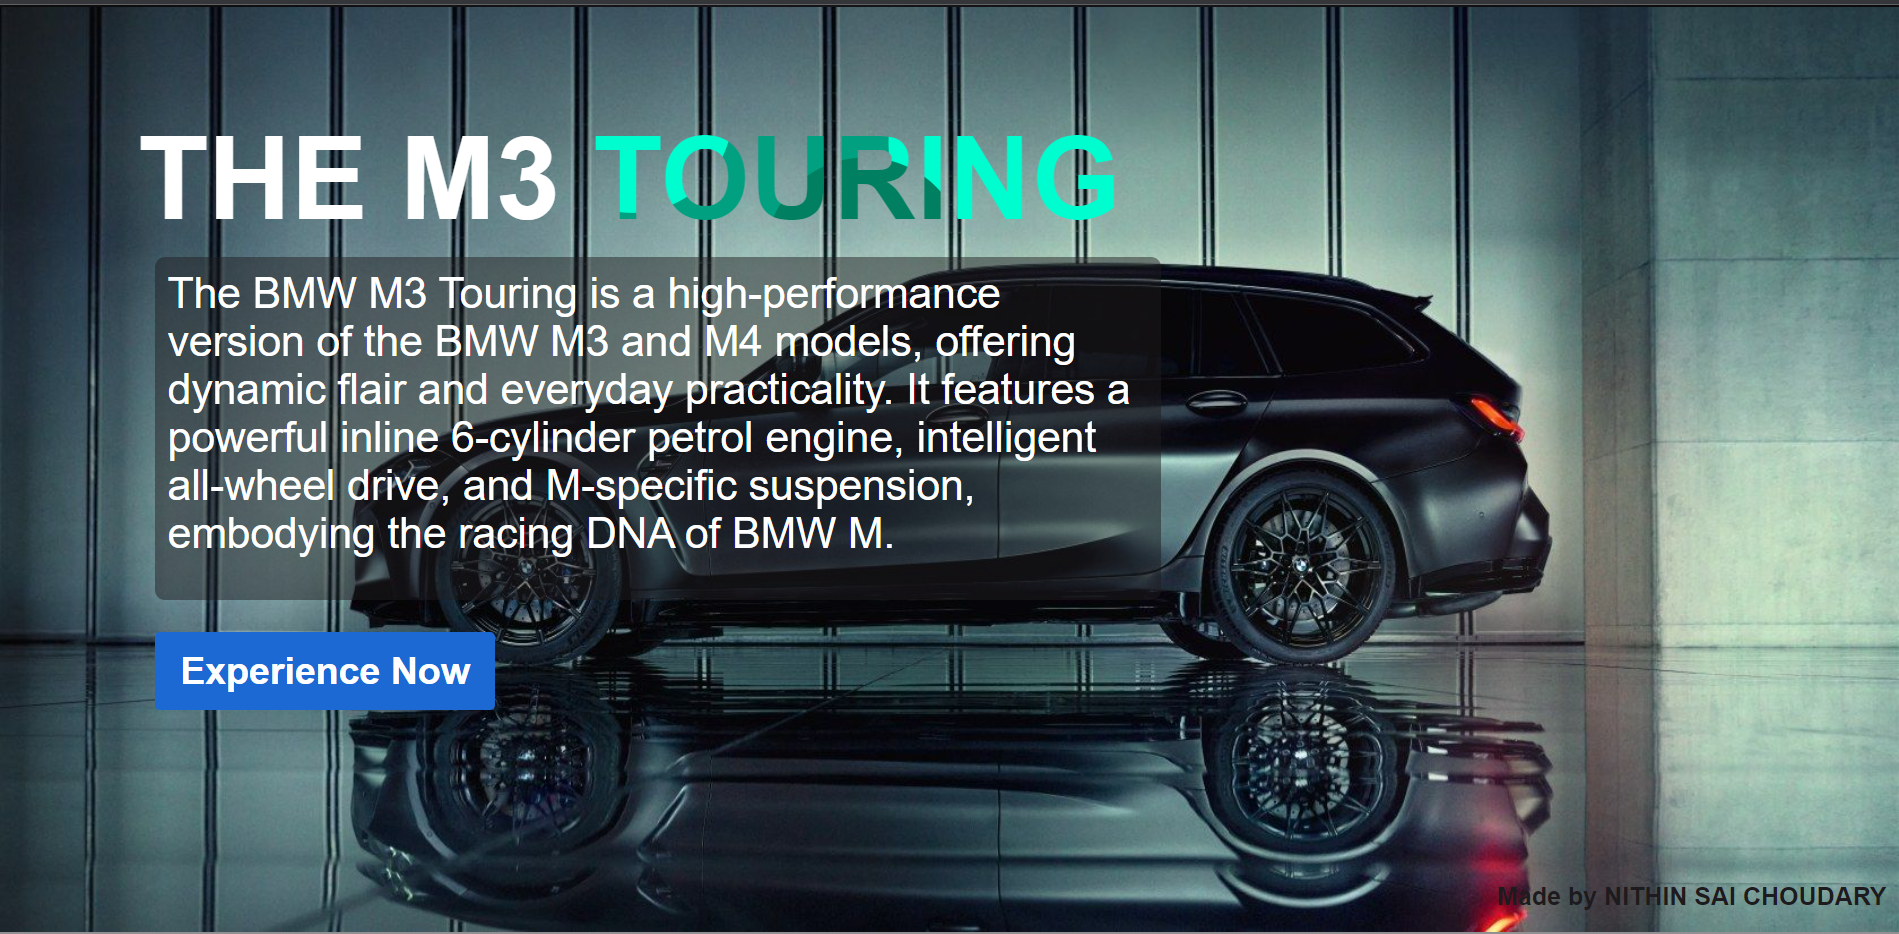 THE M3 TOURING
The BMW M3 Touring is a high-performance
version of the BMW M3 and M4 models, offering
dynamic flair and everyday practicality. It features a
powerful inline 6-cylinder petrol engine, intelligent
all-wheel drive, and M-specific suspension,
embodying the racing DNA of BMW M.
Experience Now
Made by NITHIN SAI CHOUDARY